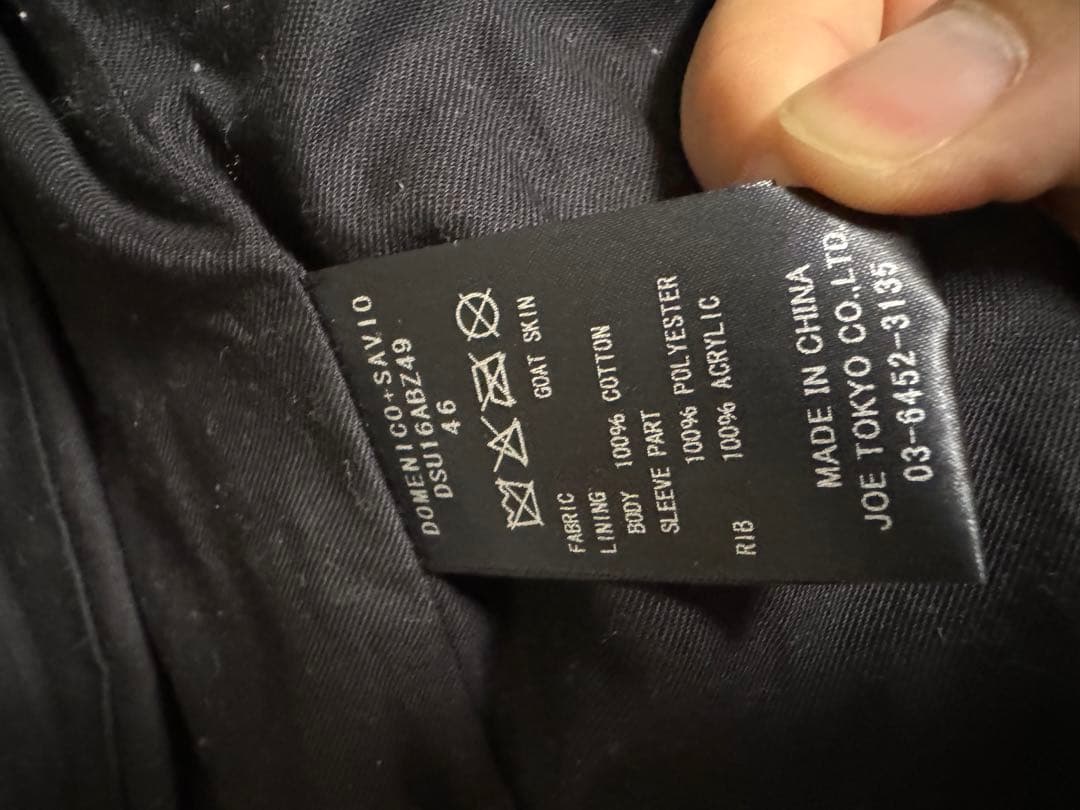 DOMENICO+SAVIO
DSU16ABZ49
46
FABRIC GOAT SKIN
LINING
BODY 100% COTTON
SLEEVE PART
100% POLYESTER
RIB 100% ACRYLIC
MADE IN CHINA
JOE TOKYO CO.,LTD.
03-6452-3135